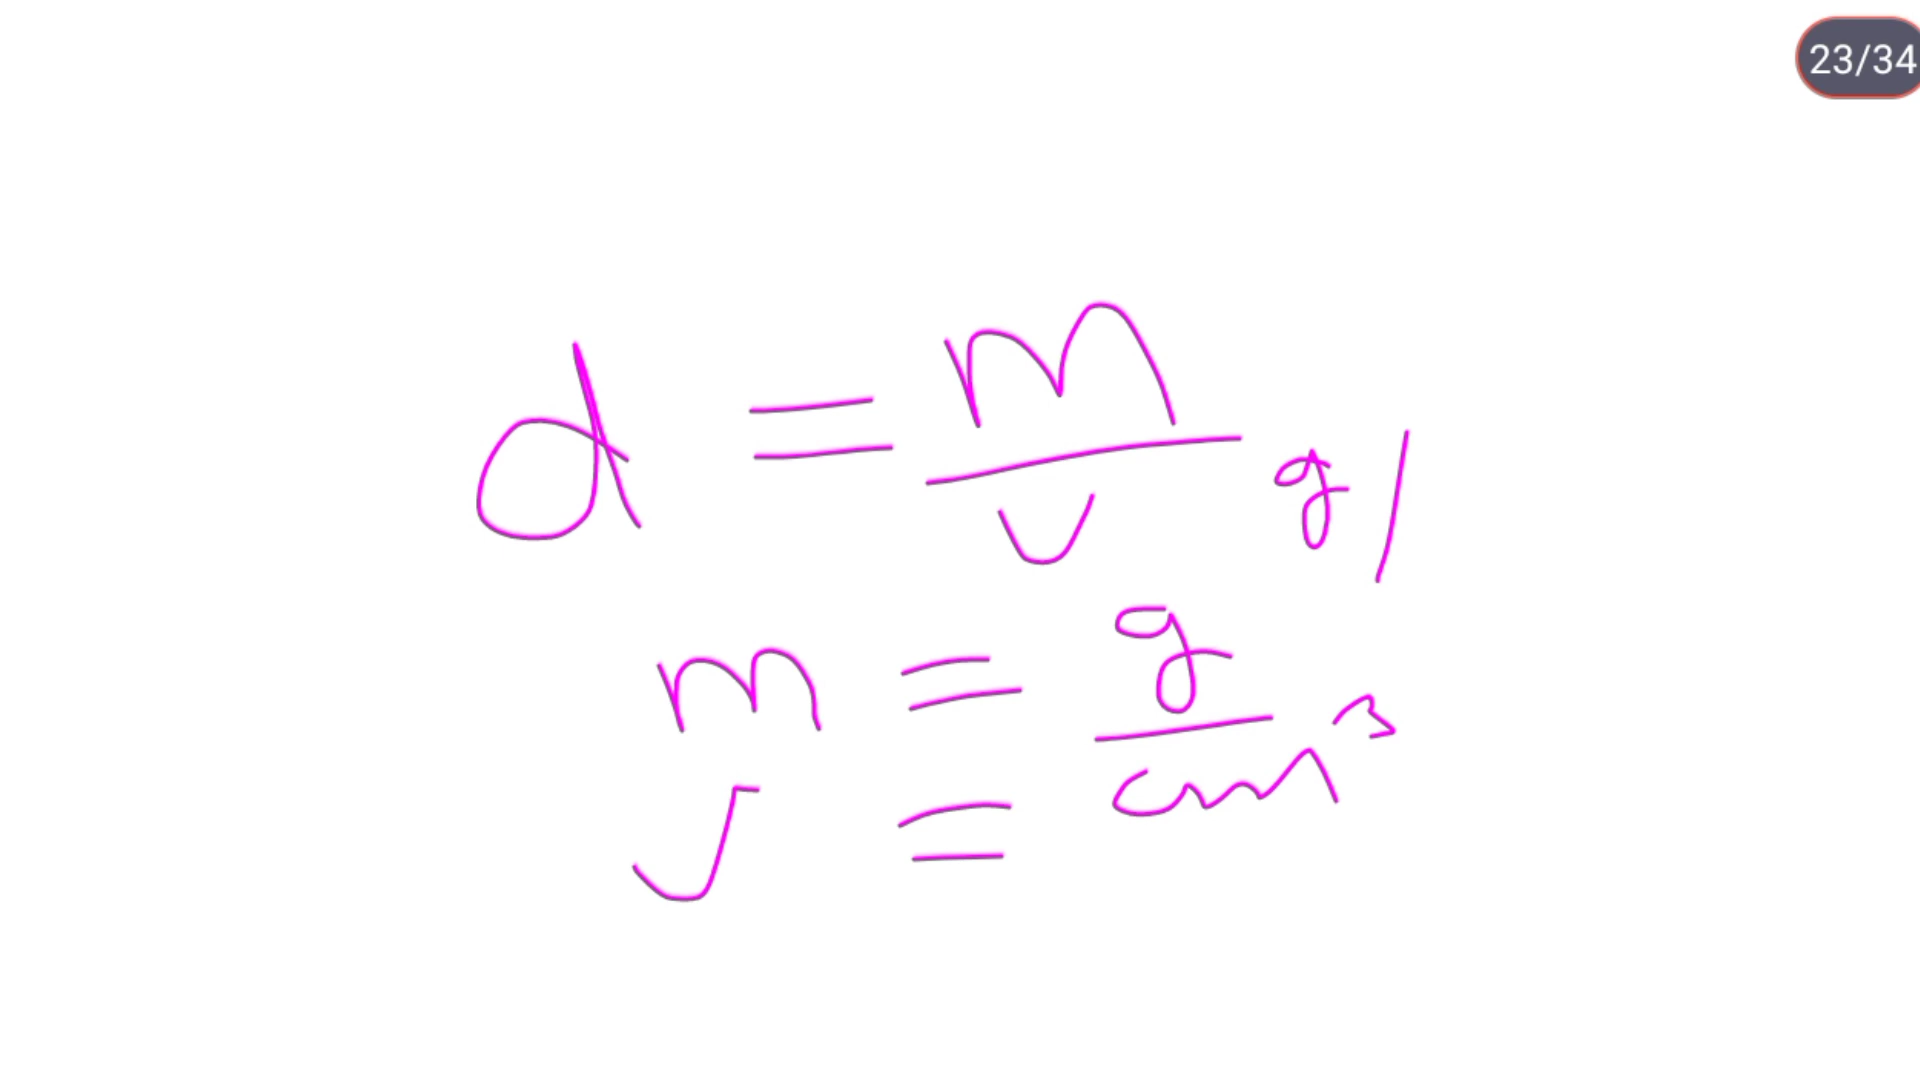 23/34
d = m/v g/
m = g/cm³
v =